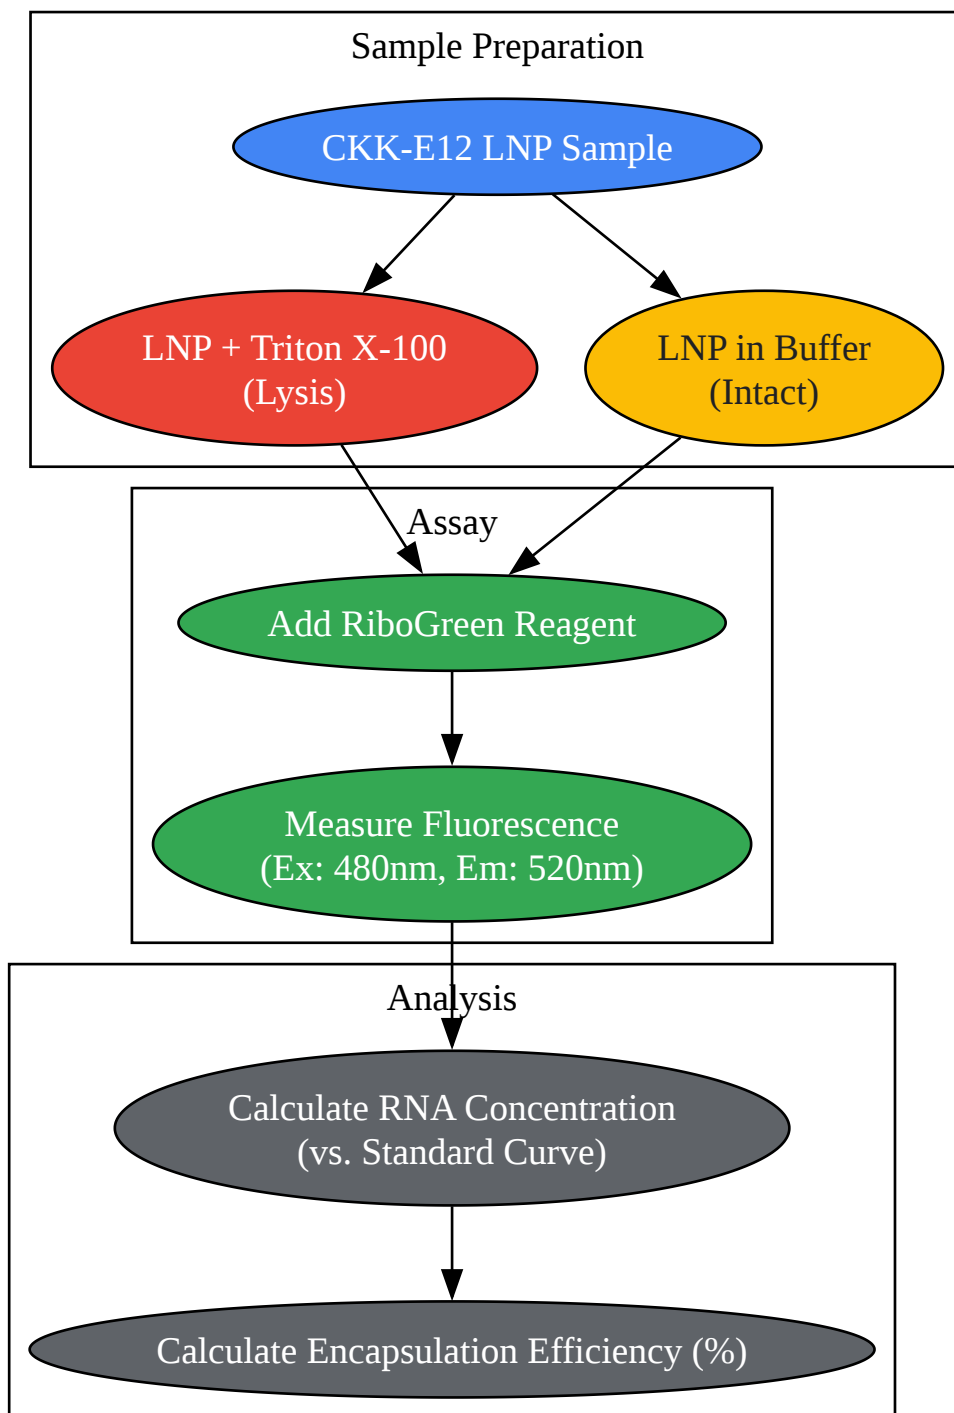 Sample Preparation
CKK-E12 LNP Sample
LNP + Triton X-100
(Lysis)
LNP in Buffer
(Intact)
Assay
Add RiboGreen Reagent
Measure Fluorescence
(Ex: 480nm, Em: 520nm)
Analysis
Calculate RNA Concentration
(vs. Standard Curve)
Calculate Encapsulation Efficiency (%)